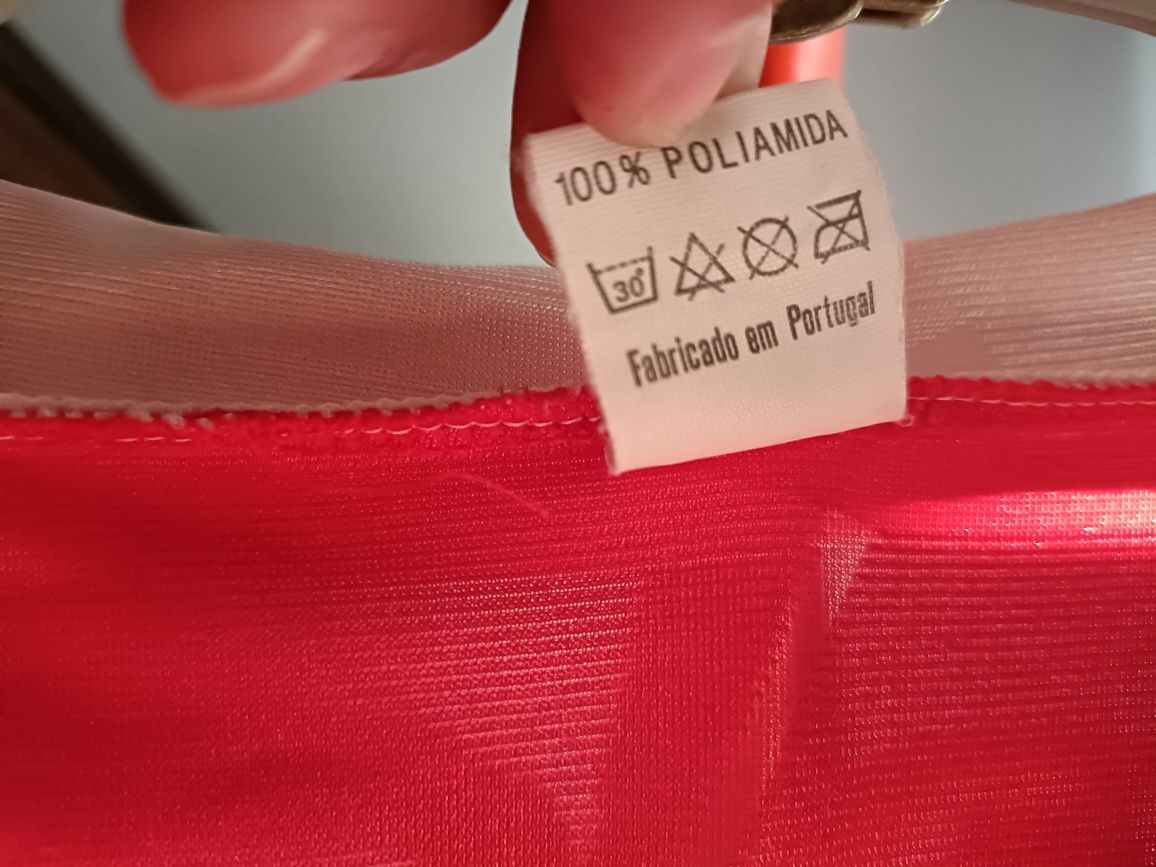 100% POLIAMIDA
30°
Fabricado em Portugal